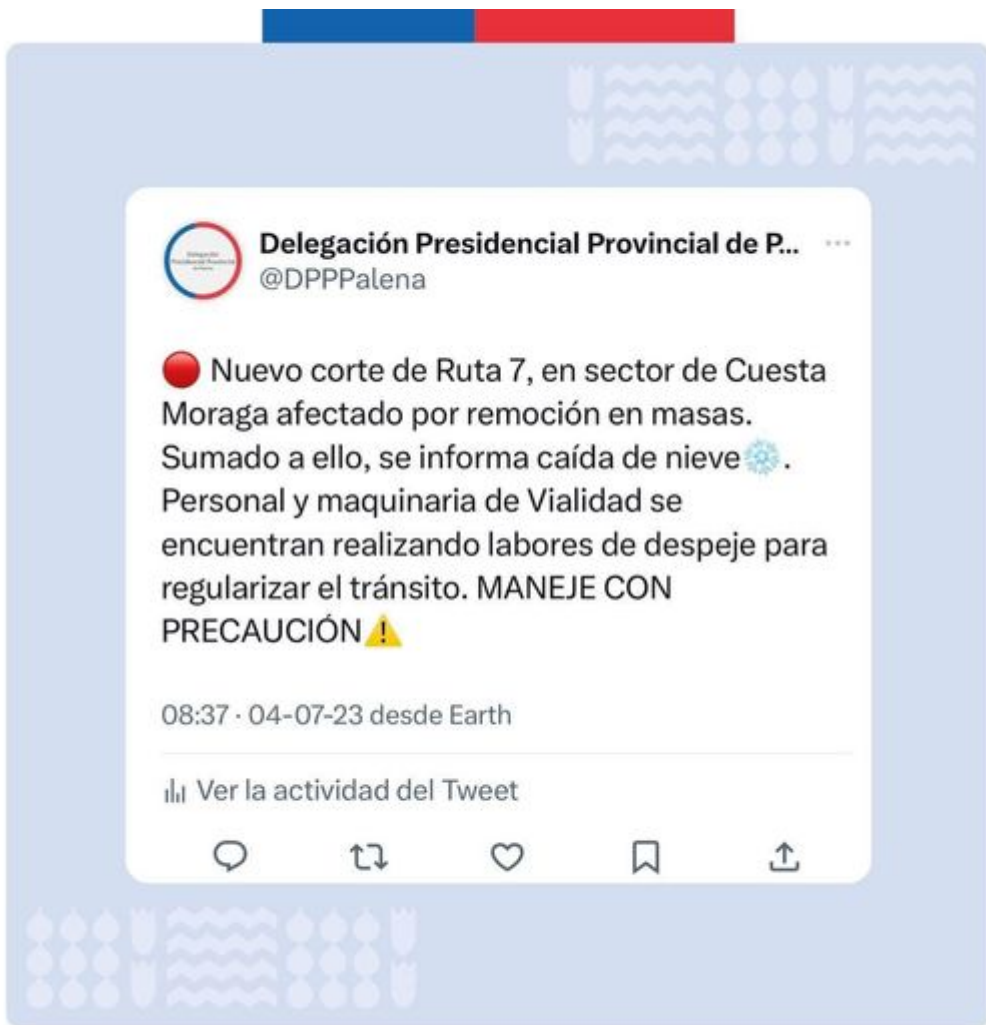 Delegación Presidencial Provincial de P...
@DPPPalena
🔴 Nuevo corte de Ruta 7, en sector de Cuesta
Moraga afectado por remoción en masas.
Sumado a ello, se informa caída de nieve❄️.
Personal y maquinaria de Vialidad se
encuentran realizando labores de despeje para
regularizar el tránsito. MANEJE CON
PRECAUCIÓN⚠️
08:37 · 04-07-23 desde Earth
Ver la actividad del Tweet